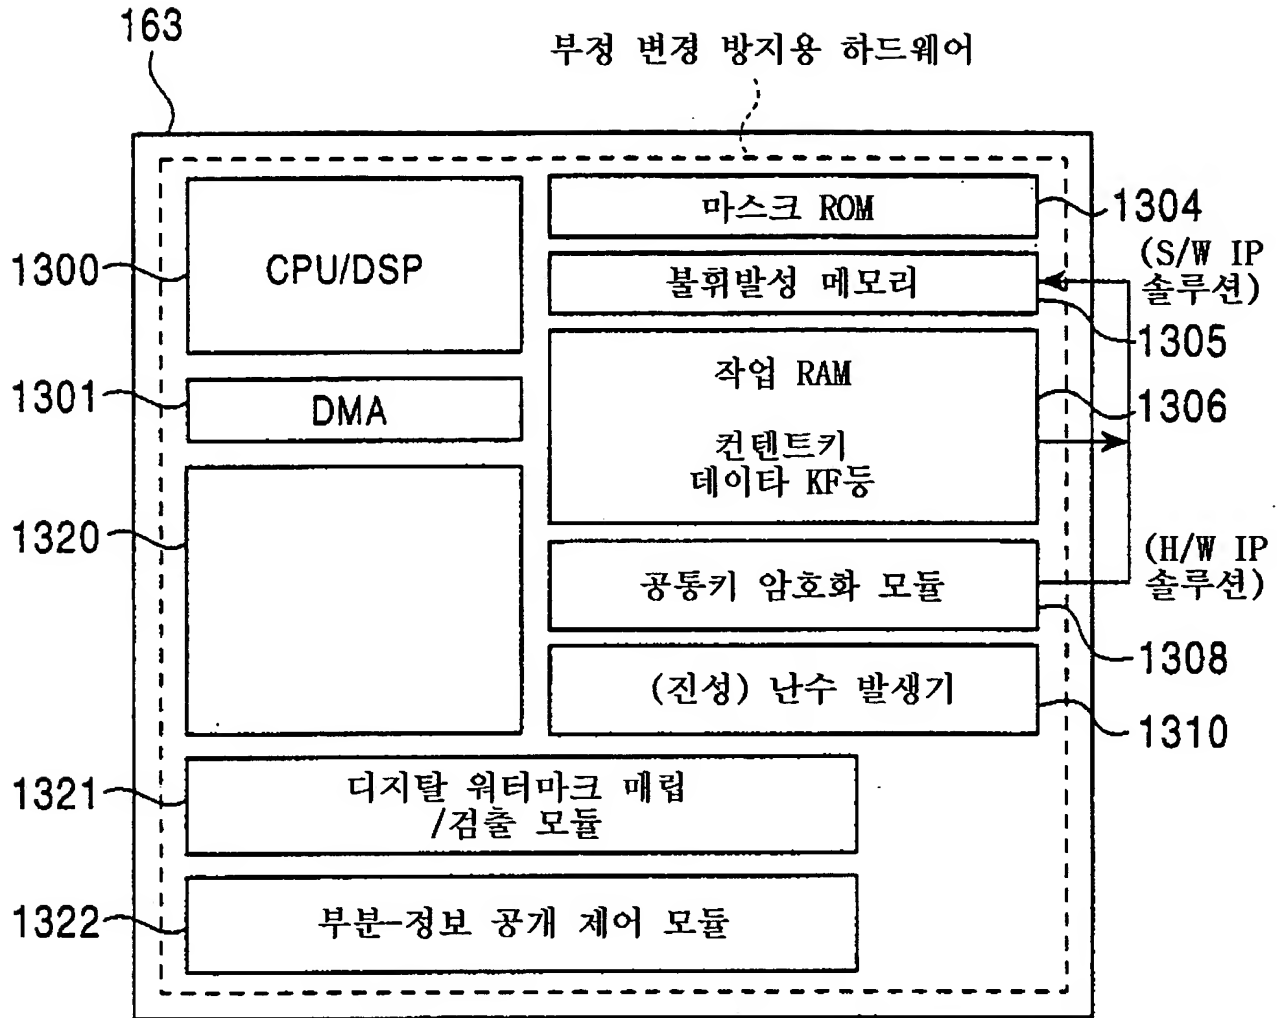 163
부정 변경 방지용 하드웨어
1300
CPU/DSP
1301
DMA
1320
1321
디지탈 워터마크 매립
/검출 모듈
1322
부분-정보 공개 제어 모듈
마스크 ROM
1304
불휘발성 메모리
(S/W IP
솔루션)
1305
작업 RAM
1306
컨텐트키
데이타 KF등
공통키 암호화 모듈
(H/W IP
솔루션)
1308
(진성) 난수 발생기
1310